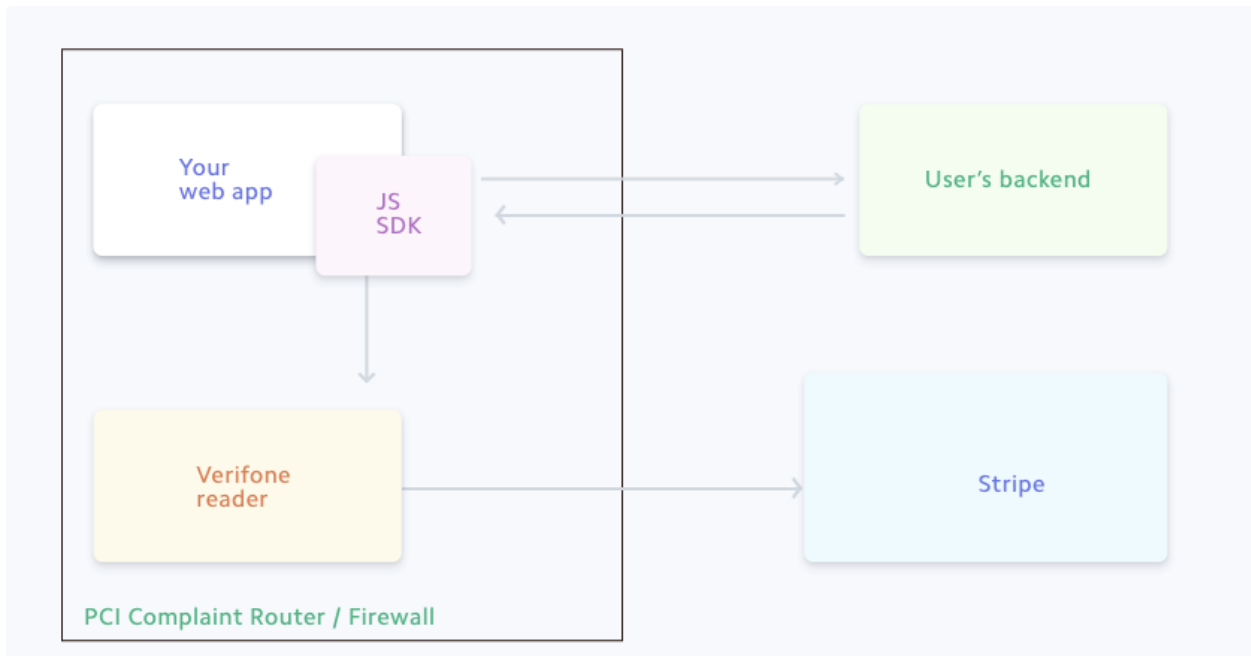 Your
web app
JS
SDK
User's backend
Verifone
reader
Stripe
PCI Complaint Router / Firewall